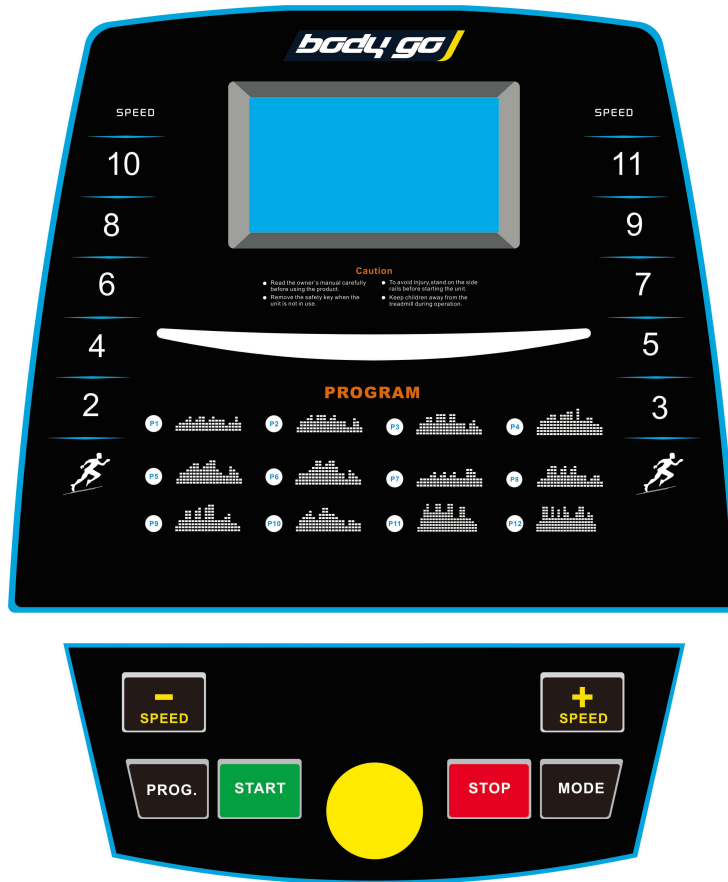 body go
SPEED
SPEED
10
11
8
9
6
7
4
5
2
3
Caution
Read the owner's manual carefully
before using the product.
Remove the safety key when the
unit is not in use.
To avoid injury, stand on the side
rails before starting the unit.
Keep children away from the
treadmill during operation.
PROGRAM
P1
P2
P3
P4
P5
P6
P7
P8
P9
P10
P11
P12
-
SPEED
+
SPEED
PROG.
START
STOP
MODE